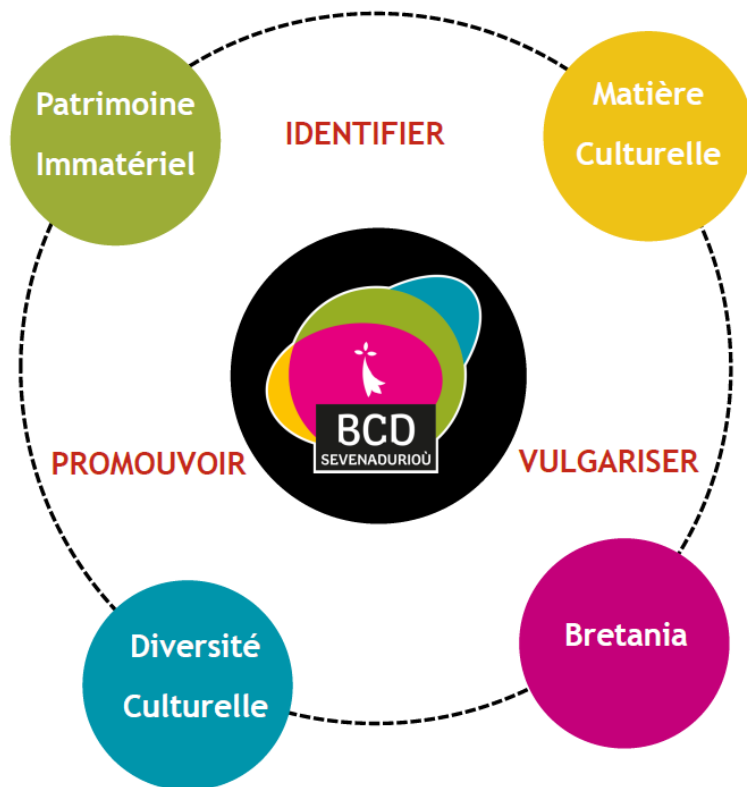 Patrimoine
Immatériel
IDENTIFIER
Matière
Culturelle
BCD
SEVENADURIOÙ
PROMOUVOIR
VULGARISER
Diversité
Culturelle
Bretania